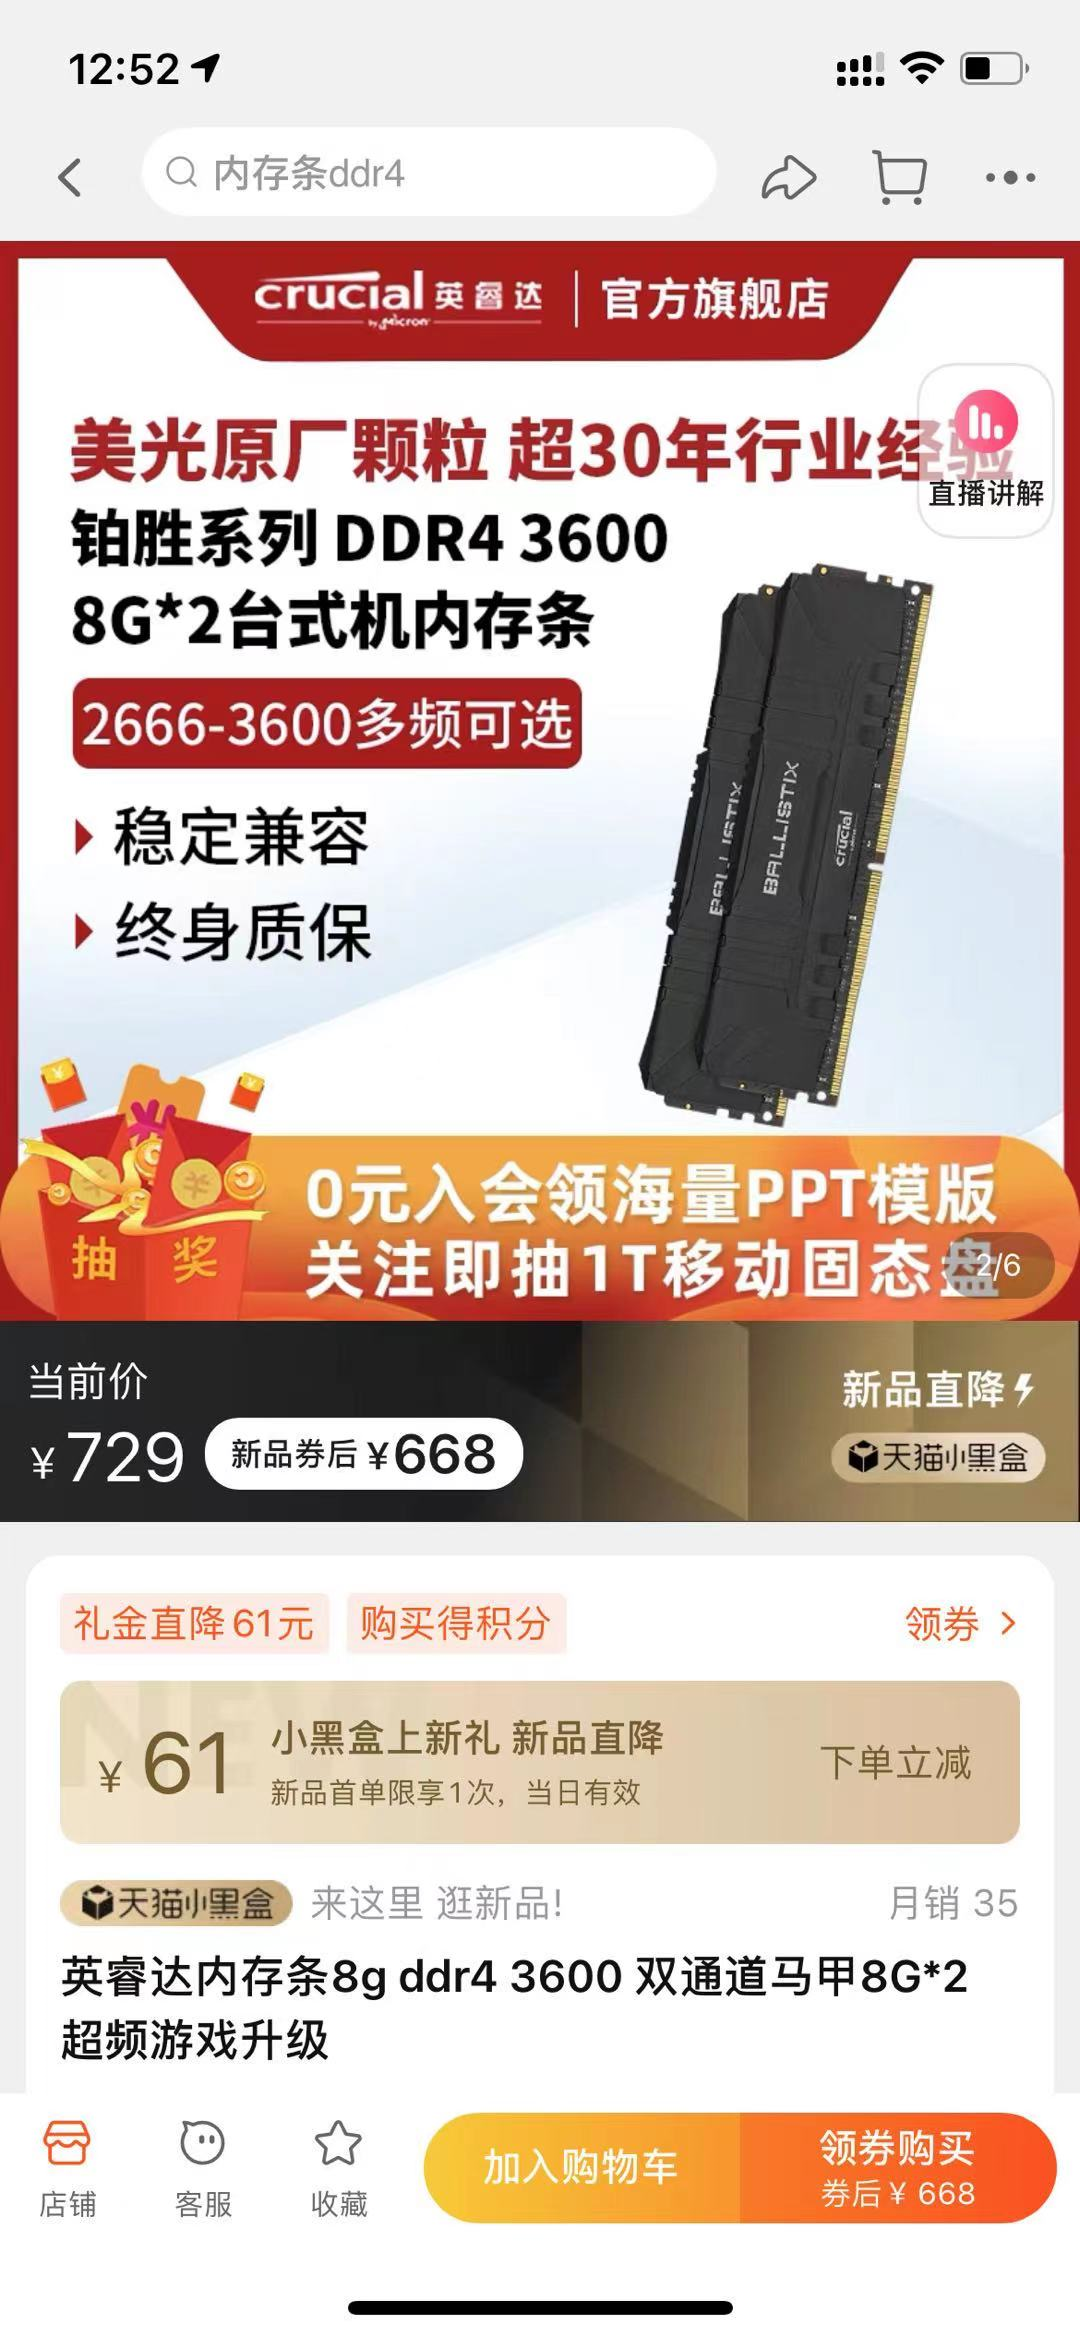 12:52
内存条ddr4
crucial 英睿达 | 官方旗舰店
by Micron
美光原厂颗粒 超30年行业经验
直播讲解
铂胜系列 DDR4 3600
8G*2台式机内存条
2666-3600多频可选
稳定兼容
终身质保
BALLISTIX
BALLISTIX
crucial
0元入会领海量PPT模版
抽奖
关注即抽1T移动固态盘
2/6
当前价
¥729 新品券后¥668
新品直降
天猫小黑盒
礼金直降61元 购买得积分 领券 >
NEW
¥61 小黑盒上新礼 新品直降
新品首单限享1次，当日有效
下单立减
天猫小黑盒 来这里 逛新品! 月销 35
英睿达内存条8g ddr4 3600 双通道马甲8G*2
超频游戏升级
店铺 客服 收藏
加入购物车
领券购买
券后¥ 668